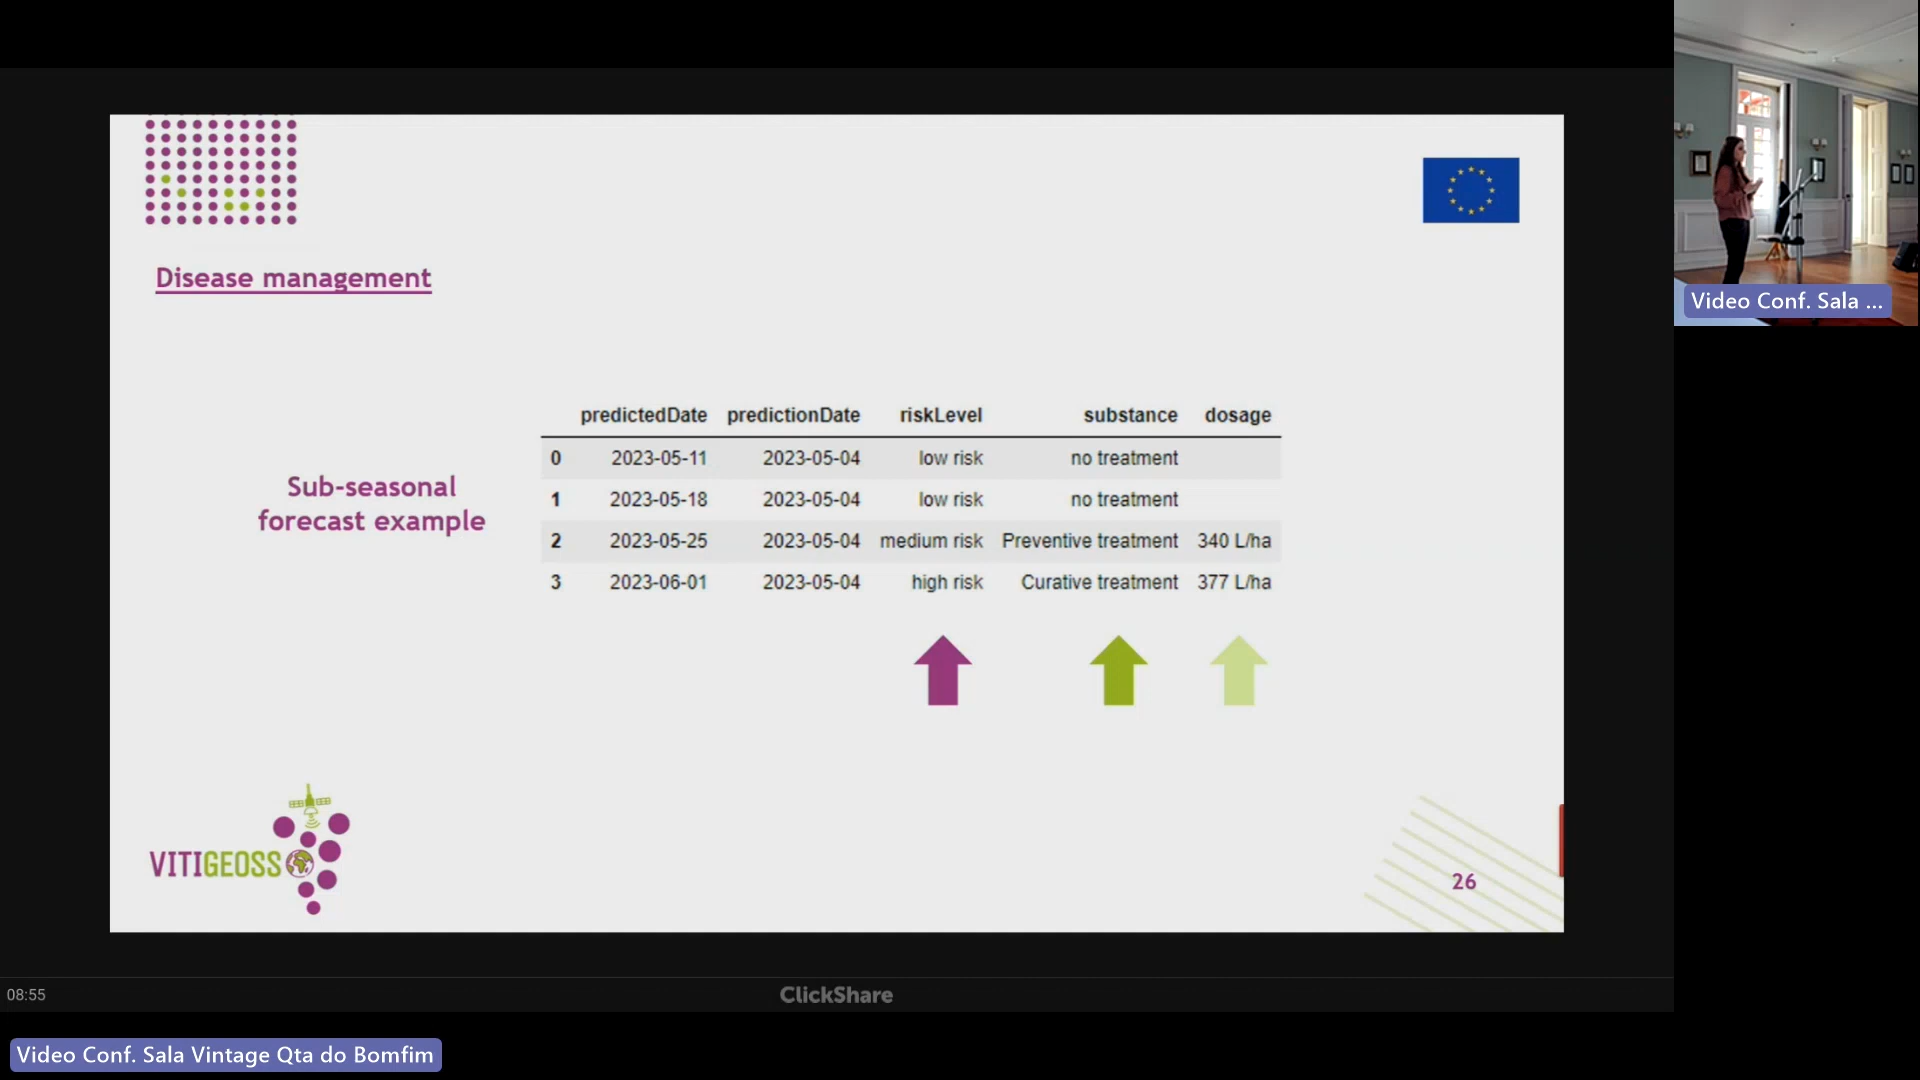 Disease management
Sub-seasonal
forecast example
predictedDate predictionDate riskLevel substance dosage
0 2023-05-11 2023-05-04 low risk no treatment
1 2023-05-18 2023-05-04 low risk no treatment
2 2023-05-25 2023-05-04 medium risk Preventive treatment 340 L/ha
3 2023-06-01 2023-05-04 high risk Curative treatment 377 L/ha
VITIGEOSS
26
Video Conf. Sala ...
08:55
ClickShare
Video Conf. Sala Vintage Qta do Bomfim